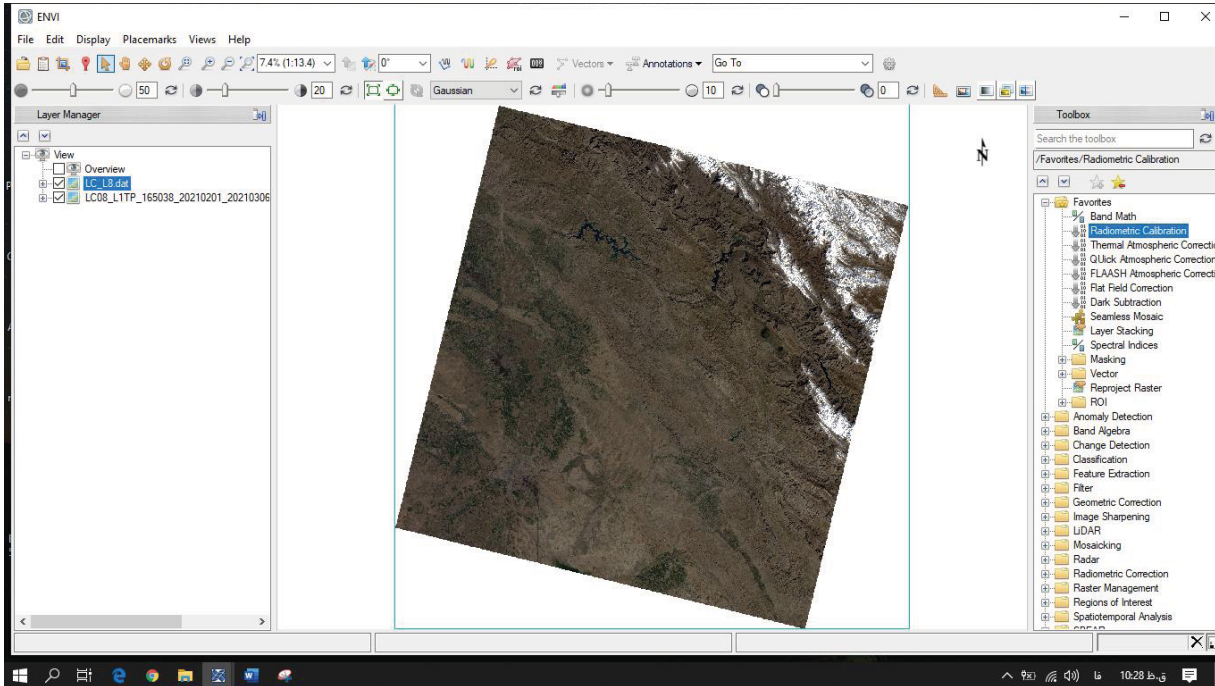 ENVI
File Edit Display Placemarks Views Help
7.4% (1:13.4) 0° Vectors Annotations Go To
50 20 Gaussian 10 0
Layer Manager
View
Overview
LC_L8.dat
LC08_L1TP_165038_20210201_20210306
N
Toolbox
Search the toolbox
/Favorites/Radiometric Calibration
Favorites
Band Math
Radiometric Calibration
Thermal Atmospheric Correctio
QUick Atmospheric Correction
FLAASH Atmospheric Correcti
Flat Field Correction
Dark Subtraction
Seamless Mosaic
Layer Stacking
Spectral Indices
Masking
Vector
Reproject Raster
ROI
Anomaly Detection
Band Algebra
Change Detection
Classification
Feature Extraction
Filter
Geometric Correction
Image Sharpening
LiDAR
Mosaicking
Radar
Radiometric Correction
Raster Management
Regions of Interest
Spatiotemporal Analysis
فا 10:28 ق.ظ